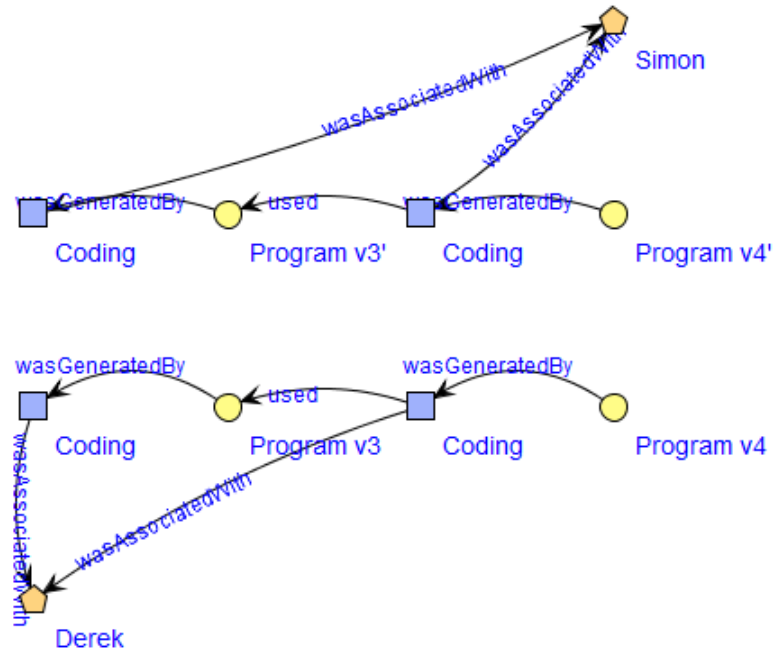 Simon
wasAssociatedWith
wasAssociatedWith
wasGeneratedBy
used
wasGeneratedBy
Coding
Program v3'
Coding
Program v4'
wasGeneratedBy
wasGeneratedBy
used
Coding
Program v3
Coding
Program v4
wasAssociatedWith
wasAssociatedWith
Derek